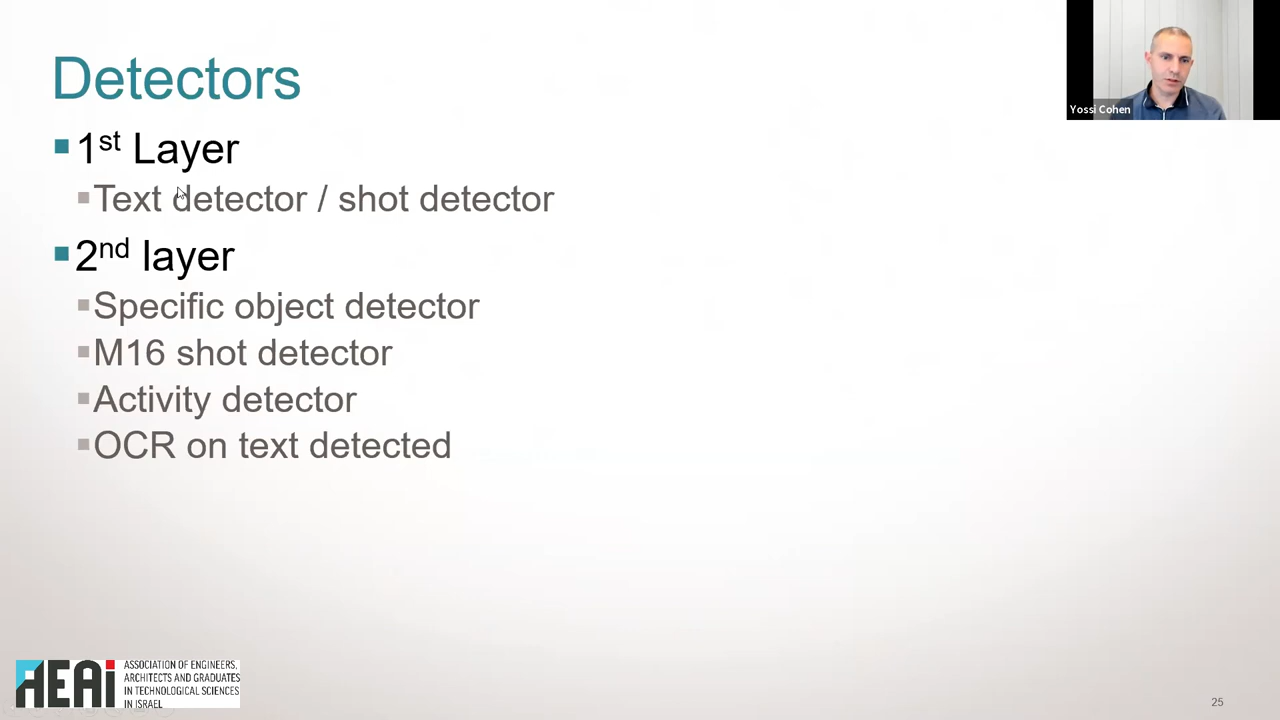 Detectors
1st Layer
Text detector / shot detector
2nd layer
Specific object detector
M16 shot detector
Activity detector
OCR on text detected
Yossi Cohen
AEAi
ASSOCIATION OF ENGINEERS,
ARCHITECTS AND GRADUATES
IN TECHNOLOGICAL SCIENCES
IN ISRAEL
25